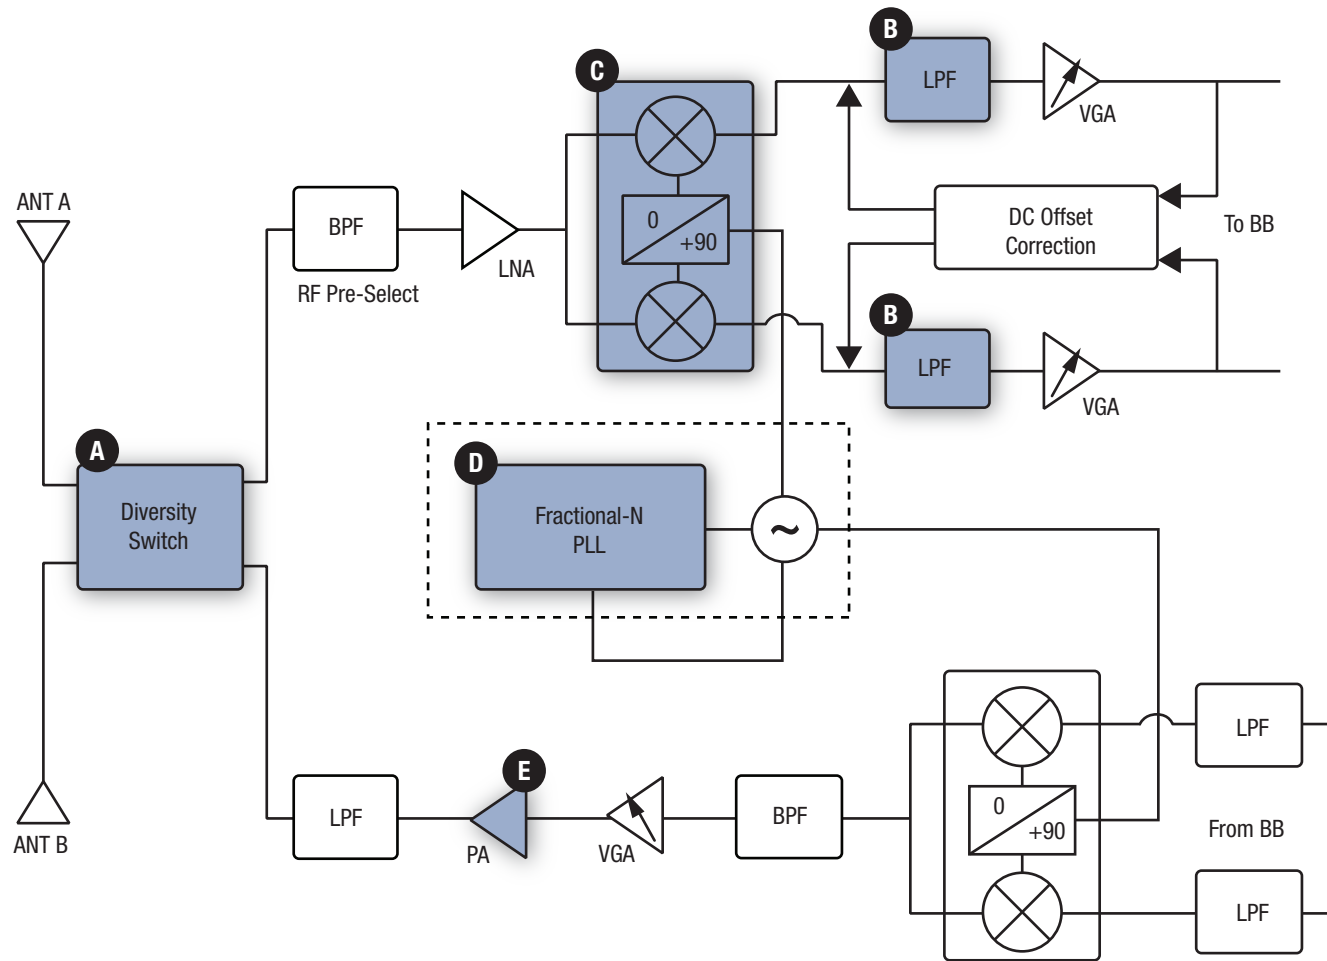 B
LPF
VGA
C
0
+90
ANT A
BPF
RF Pre-Select
LNA
DC Offset
Correction
To BB
B
LPF
VGA
A
Diversity
Switch
D
Fractional-N
PLL
~
E
LPF
PA
VGA
BPF
0
+90
LPF
From BB
LPF
ANT B